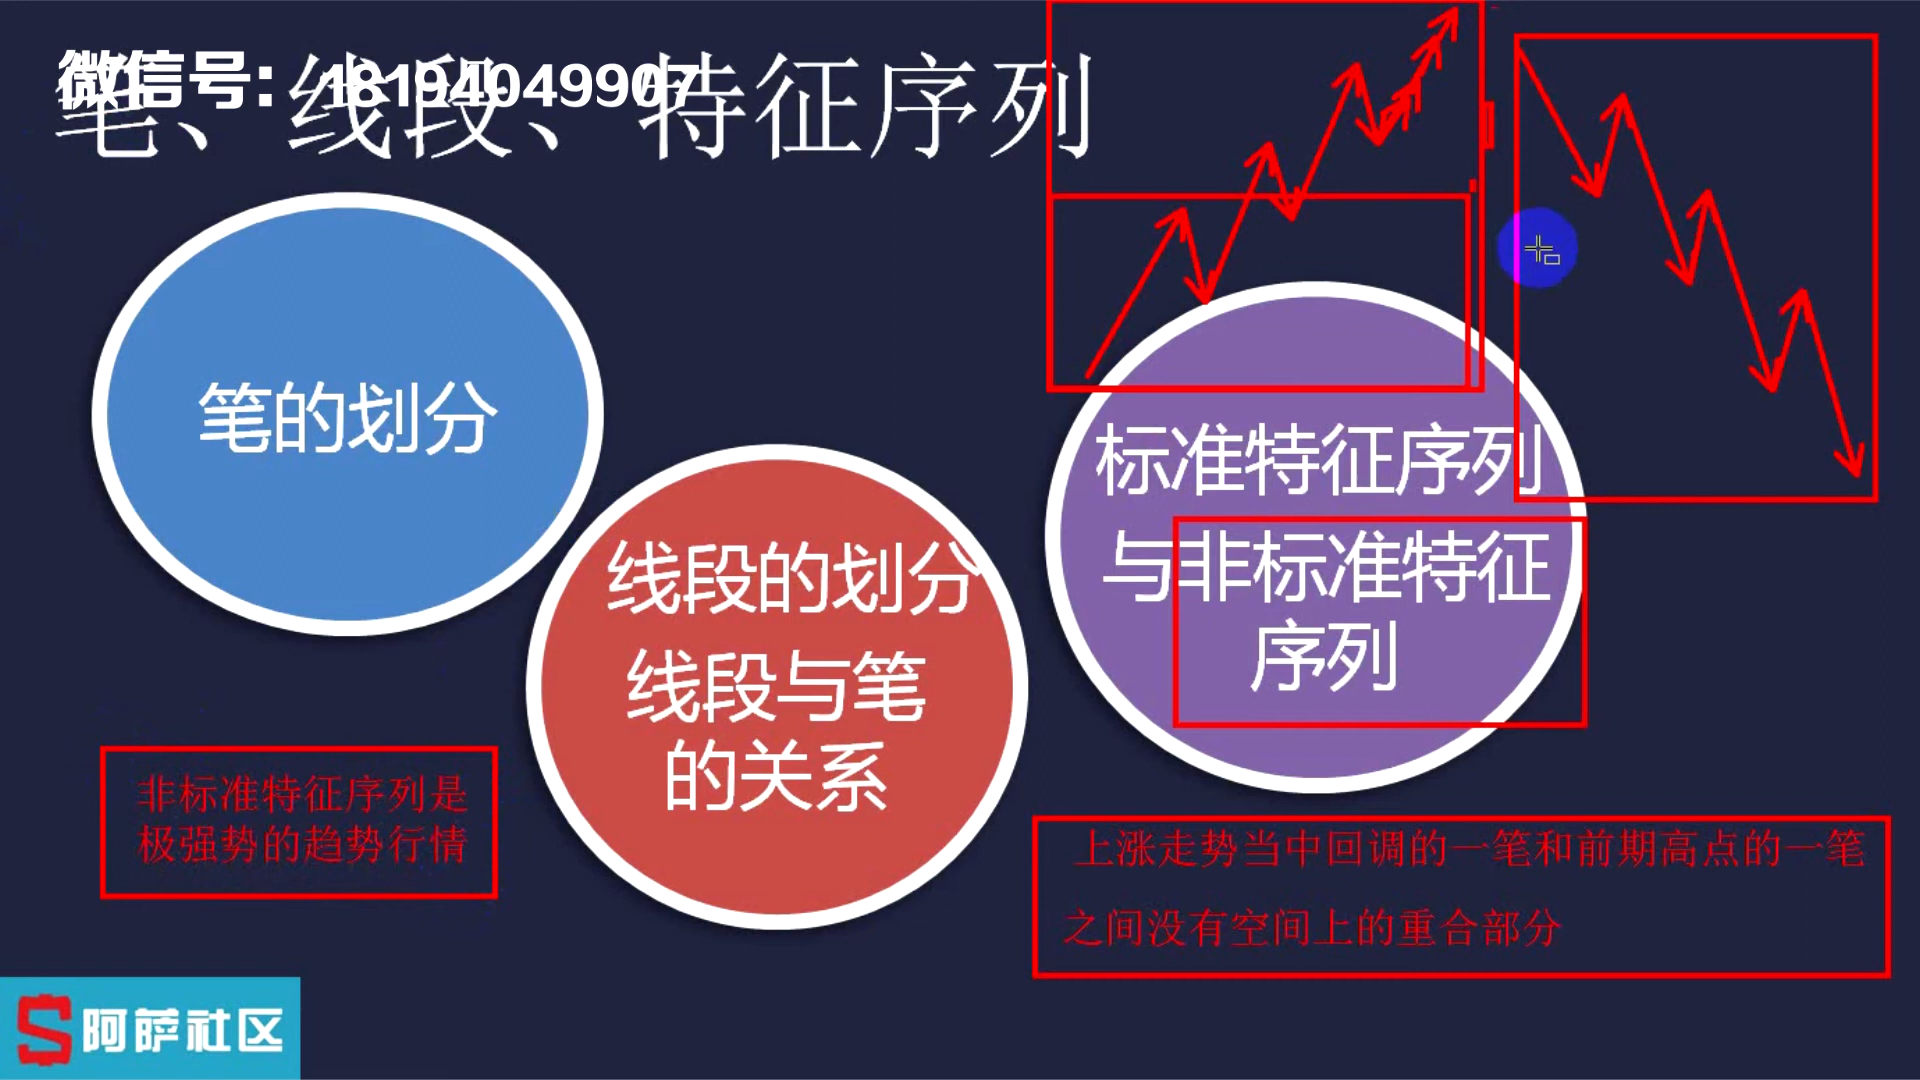 微信号: 18194049907
笔、线段、特征序列
笔的划分
线段的划分
线段与笔
的关系
标准特征序列
与非标准特征
序列
非标准特征序列是
极强势的趋势行情
上涨走势当中回调的一笔和前期高点的一笔
之间没有空间上的重合部分
阿萨社区